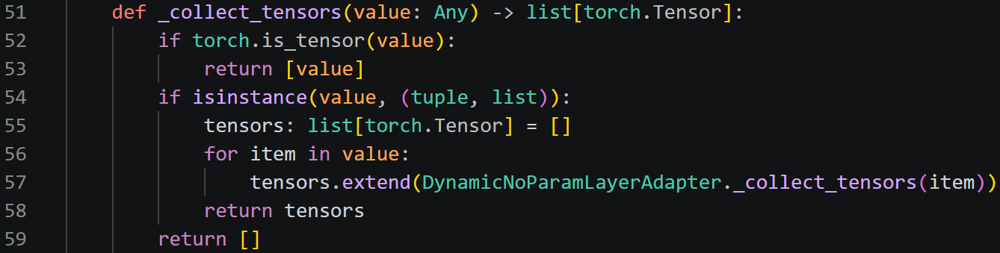 51 def _collect_tensors(value: Any) -> list[torch.Tensor]:
52 if torch.is_tensor(value):
53 return [value]
54 if isinstance(value, (tuple, list)):
55 tensors: list[torch.Tensor] = []
56 for item in value:
57 tensors.extend(DynamicNoParamLayerAdapter._collect_tensors(item))
58 return tensors
59 return []